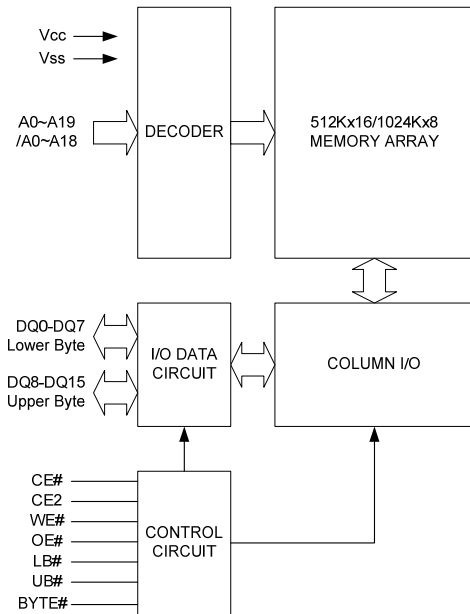 Vcc
Vss
A0~A19
/A0~A18
DECODER
512Kx16/1024Kx8
MEMORY ARRAY
DQ0-DQ7
Lower Byte
DQ8-DQ15
Upper Byte
I/O DATA
CIRCUIT
COLUMN I/O
CE#
CE2
WE#
OE#
LB#
UB#
BYTE#
CONTROL
CIRCUIT